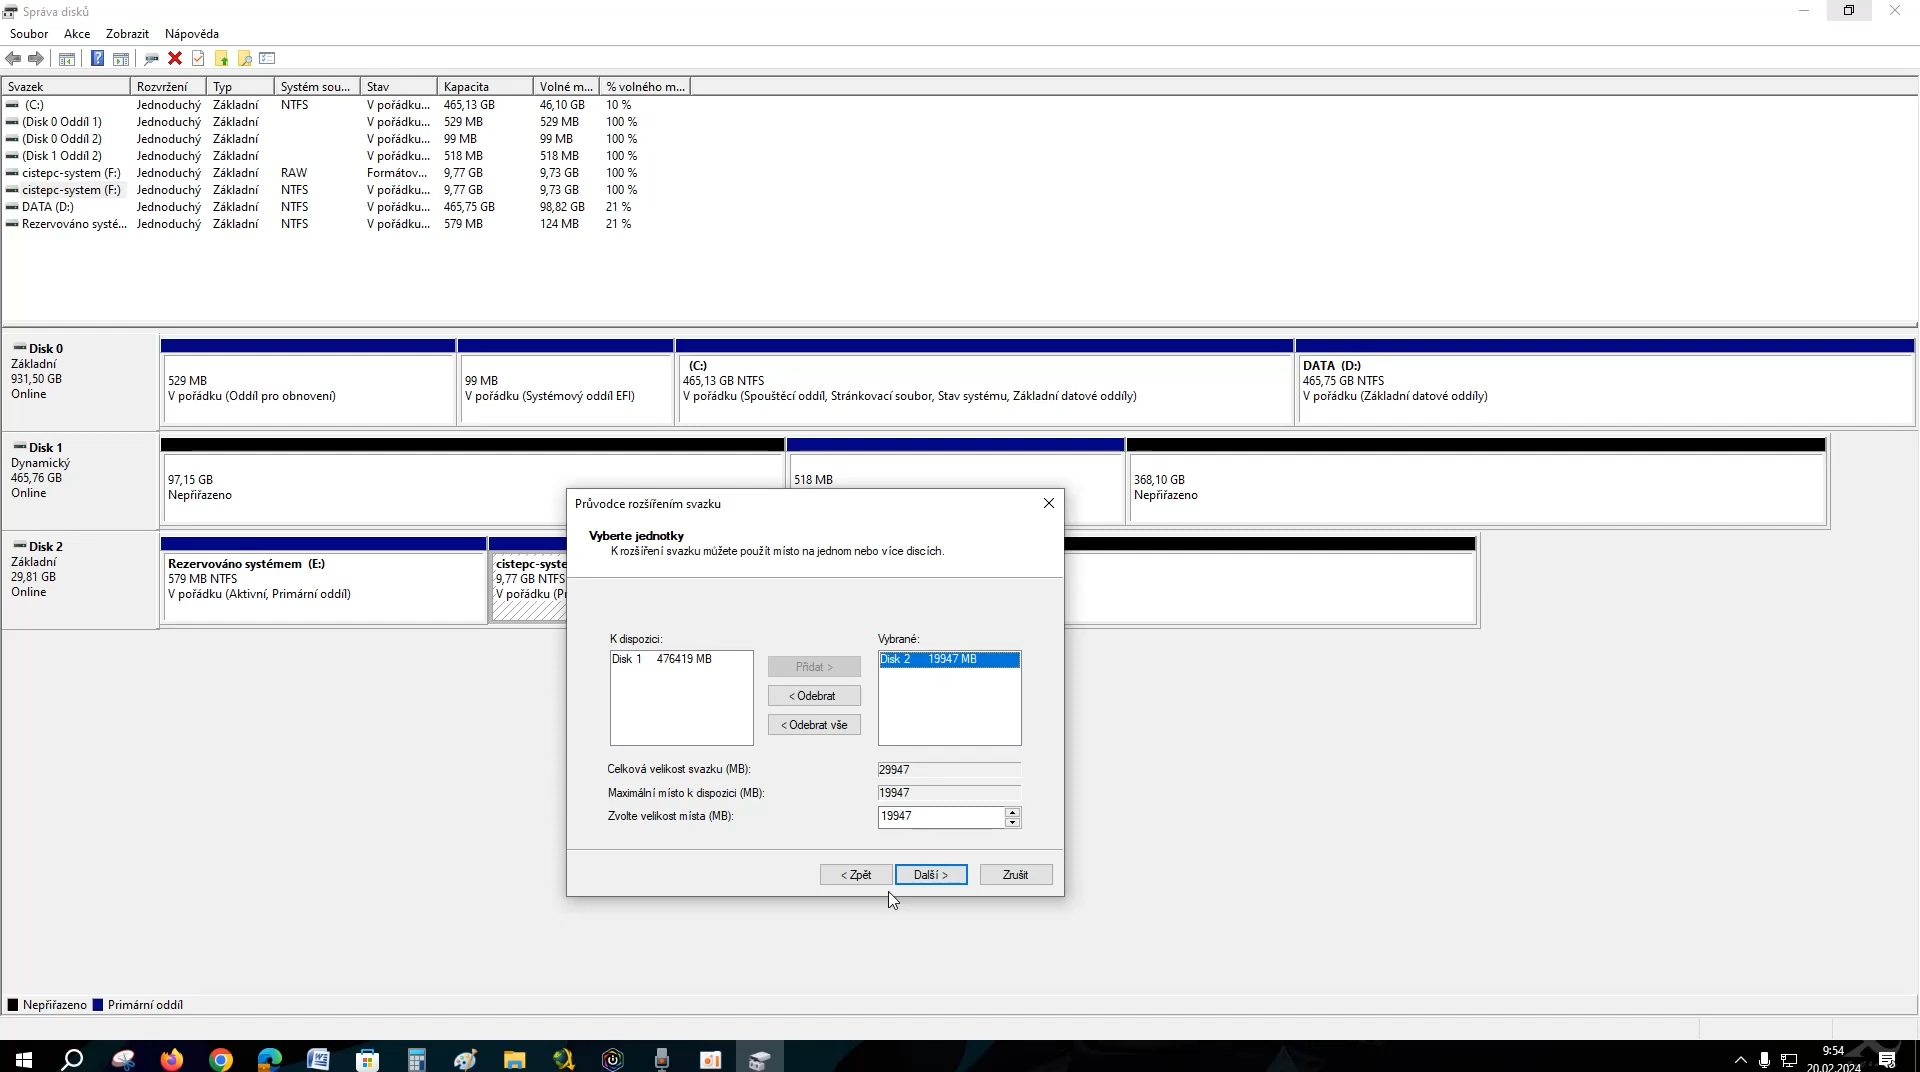 Správa disků
Soubor Akce Zobrazit Nápověda
Svazek Rozvržení Typ Systém sou... Stav Kapacita Volné m... % volného m...
(C:) Jednoduchý Základní NTFS V pořádku... 465,13 GB 46,10 GB 10 %
(Disk 0 Oddíl 1) Jednoduchý Základní V pořádku... 529 MB 529 MB 100 %
(Disk 0 Oddíl 2) Jednoduchý Základní V pořádku... 99 MB 99 MB 100 %
(Disk 1 Oddíl 2) Jednoduchý Základní V pořádku... 518 MB 518 MB 100 %
cistepc-system (F:) Jednoduchý Základní RAW Formátov... 9,77 GB 9,73 GB 100 %
cistepc-system (F:) Jednoduchý Základní NTFS V pořádku... 9,77 GB 9,73 GB 100 %
DATA (D:) Jednoduchý Základní NTFS V pořádku... 465,75 GB 98,82 GB 21 %
Rezervováno systé... Jednoduchý Základní NTFS V pořádku... 579 MB 124 MB 21 %
Disk 0
Základní
931,50 GB
Online
529 MB
V pořádku (Oddíl pro obnovení)
99 MB
V pořádku (Systémový oddíl EFI)
(C:)
465,13 GB NTFS
V pořádku (Spouštěcí oddíl, Stránkovací soubor, Stav systému, Základní datové oddíly)
DATA (D:)
465,75 GB NTFS
V pořádku (Základní datové oddíly)
Disk 1
Dynamický
465,76 GB
Online
97,15 GB
Nepřiřazeno
518 MB
368,10 GB
Nepřiřazeno
Disk 2
Základní
29,81 GB
Online
Rezervováno systémem (E:)
579 MB NTFS
V pořádku (Aktivní, Primární oddíl)
cistepc-syste
9,77 GB NTFS
V pořádku (Pr
Průvodce rozšířením svazku
Vyberte jednotky
K rozšíření svazku můžete použít místo na jednom nebo více discích.
K dispozici:
Disk 1 476419 MB
Přidat >
< Odebrat
< Odebrat vše
Vybrané:
Disk 2 19947 MB
Celková velikost svazku (MB): 29947
Maximální místo k dispozici (MB): 19947
Zvolte velikost místa (MB): 19947
< Zpět Další > Zrušit
Nepřiřazeno Primární oddíl
9:54
20.02.2024